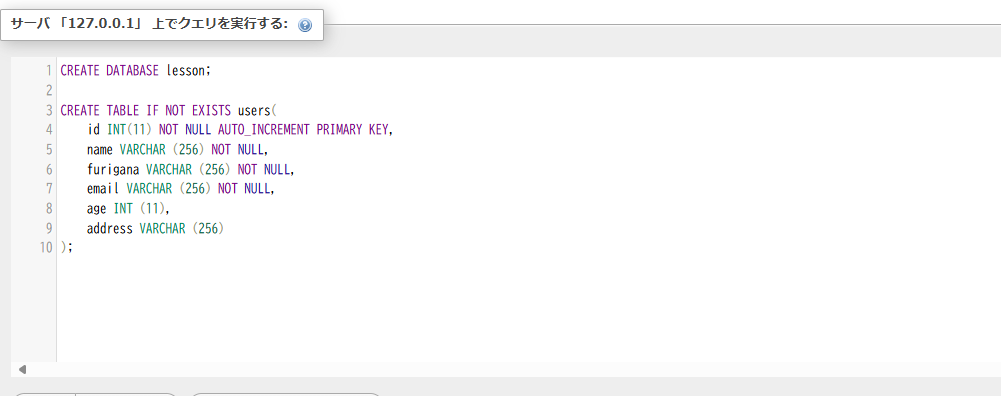 サーバ 「127.0.0.1」 上でクエリを実行する:
1 CREATE DATABASE lesson;
2
3 CREATE TABLE IF NOT EXISTS users(
4 id INT(11) NOT NULL AUTO_INCREMENT PRIMARY KEY,
5 name VARCHAR (256) NOT NULL,
6 furigana VARCHAR (256) NOT NULL,
7 email VARCHAR (256) NOT NULL,
8 age INT (11),
9 address VARCHAR (256)
10 );